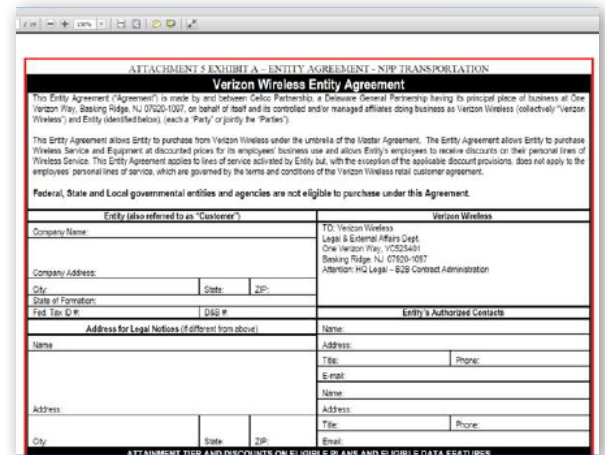 ATTACHMENT 5 EXHIBIT A – ENTITY AGREEMENT - NPP TRANSPORTATION
Verizon Wireless Entity Agreement
This Entity Agreement ("Agreement") is made by and between Cellco Partnership, a Delaware General Partnership having its principal place of business at One
Verizon Way, Basking Ridge, NJ 07920-1097, on behalf of itself and its controlled and/or managed affiliates doing business as Verizon Wireless (collectively "Verizon
Wireless") and Entity (identified below), (each a "Party" or jointly the "Parties").
This Entity Agreement allows Entity to purchase from Verizon Wireless under the umbrella of the Master Agreement. The Entity Agreement allows Entity to purchase
Wireless Service and Equipment at discounted prices for its employees' business use and allows Entity's employees to receive discounts on their personal lines of
Wireless Service. This Entity Agreement applies to lines of service activated by Entity but, with the exception of the applicable discount provisions, does not apply to the
employees' personal lines of service, which are governed by the terms and conditions of the Verizon Wireless retail customer agreement.
Federal, State and Local governmental entities and agencies are not eligible to purchase under this Agreement.
Entity (also referred to as "Customer")
Company Name:
Company Address:
City: State: ZIP:
State of Formation:
Fed. Tax ID #: D&B #:
Address for Legal Notices (if different from above)
Name
Address:
City: State: ZIP:
Verizon Wireless
TO: Verizon Wireless
Legal & External Affairs Dept.
One Verizon Way, VC52S401
Basking Ridge, NJ 07920-1097
Attention: HQ Legal – B2B Contract Administration
Entity's Authorized Contacts
Name:
Address:
Title: Phone:
E-mail:
Name:
Address:
Title: Phone:
Email:
ATTAINMENT TIER AND DISCOUNTS ON ELIGIBLE PLANS AND ELIGIBLE DATA FEATURES